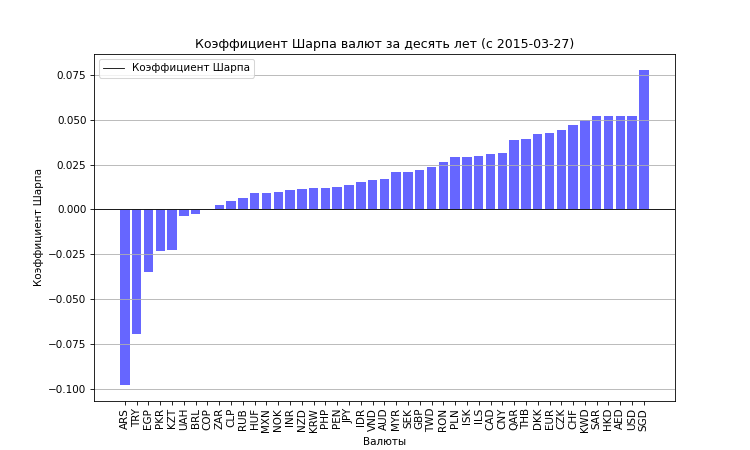 Коэффициент Шарпа валют за десять лет (с 2015-03-27)
Коэффициент Шарпа
0.075
0.050
0.025
0.000
−0.025
−0.050
−0.075
−0.100
Коэффициент Шарпа
ARS
TRY
EGP
PKR
KZT
UAH
BRL
COP
ZAR
CLP
RUB
HUF
MXN
NOK
INR
NZD
KRW
PHP
PEN
JPY
IDR
VND
AUD
MYR
SEK
GBP
TWD
RON
PLN
ISK
ILS
CAD
CNY
QAR
THB
DKK
EUR
CZK
CHF
KWD
SAR
HKD
AED
USD
SGD
Валюты